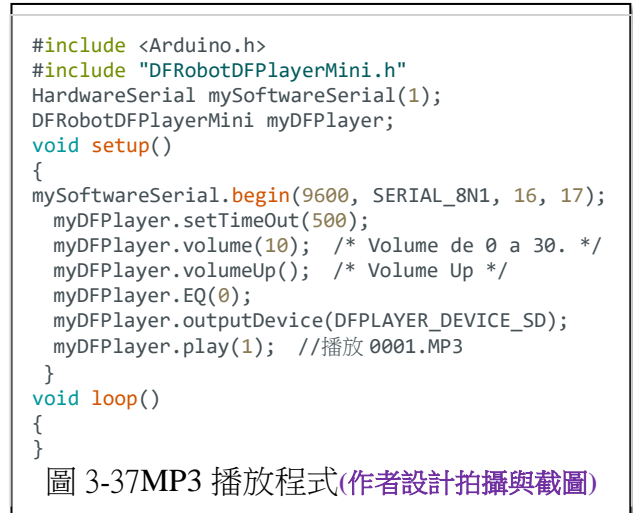 #include <Arduino.h>
#include "DFRobotDFPlayerMini.h"
HardwareSerial mySoftwareSerial(1);
DFRobotDFPlayerMini myDFPlayer;
void setup()
{
mySoftwareSerial.begin(9600, SERIAL_8N1, 16, 17);
  myDFPlayer.setTimeOut(500);
  myDFPlayer.volume(10);  /* Volume de 0 a 30. */
  myDFPlayer.volumeUp(); /* Volume Up */
  myDFPlayer.EQ(0);
  myDFPlayer.outputDevice(DFPLAYER_DEVICE_SD);
  myDFPlayer.play(1);  //播放 0001.MP3
 }
void loop()
{
}
圖 3-37MP3 播放程式(作者設計拍攝與截圖)